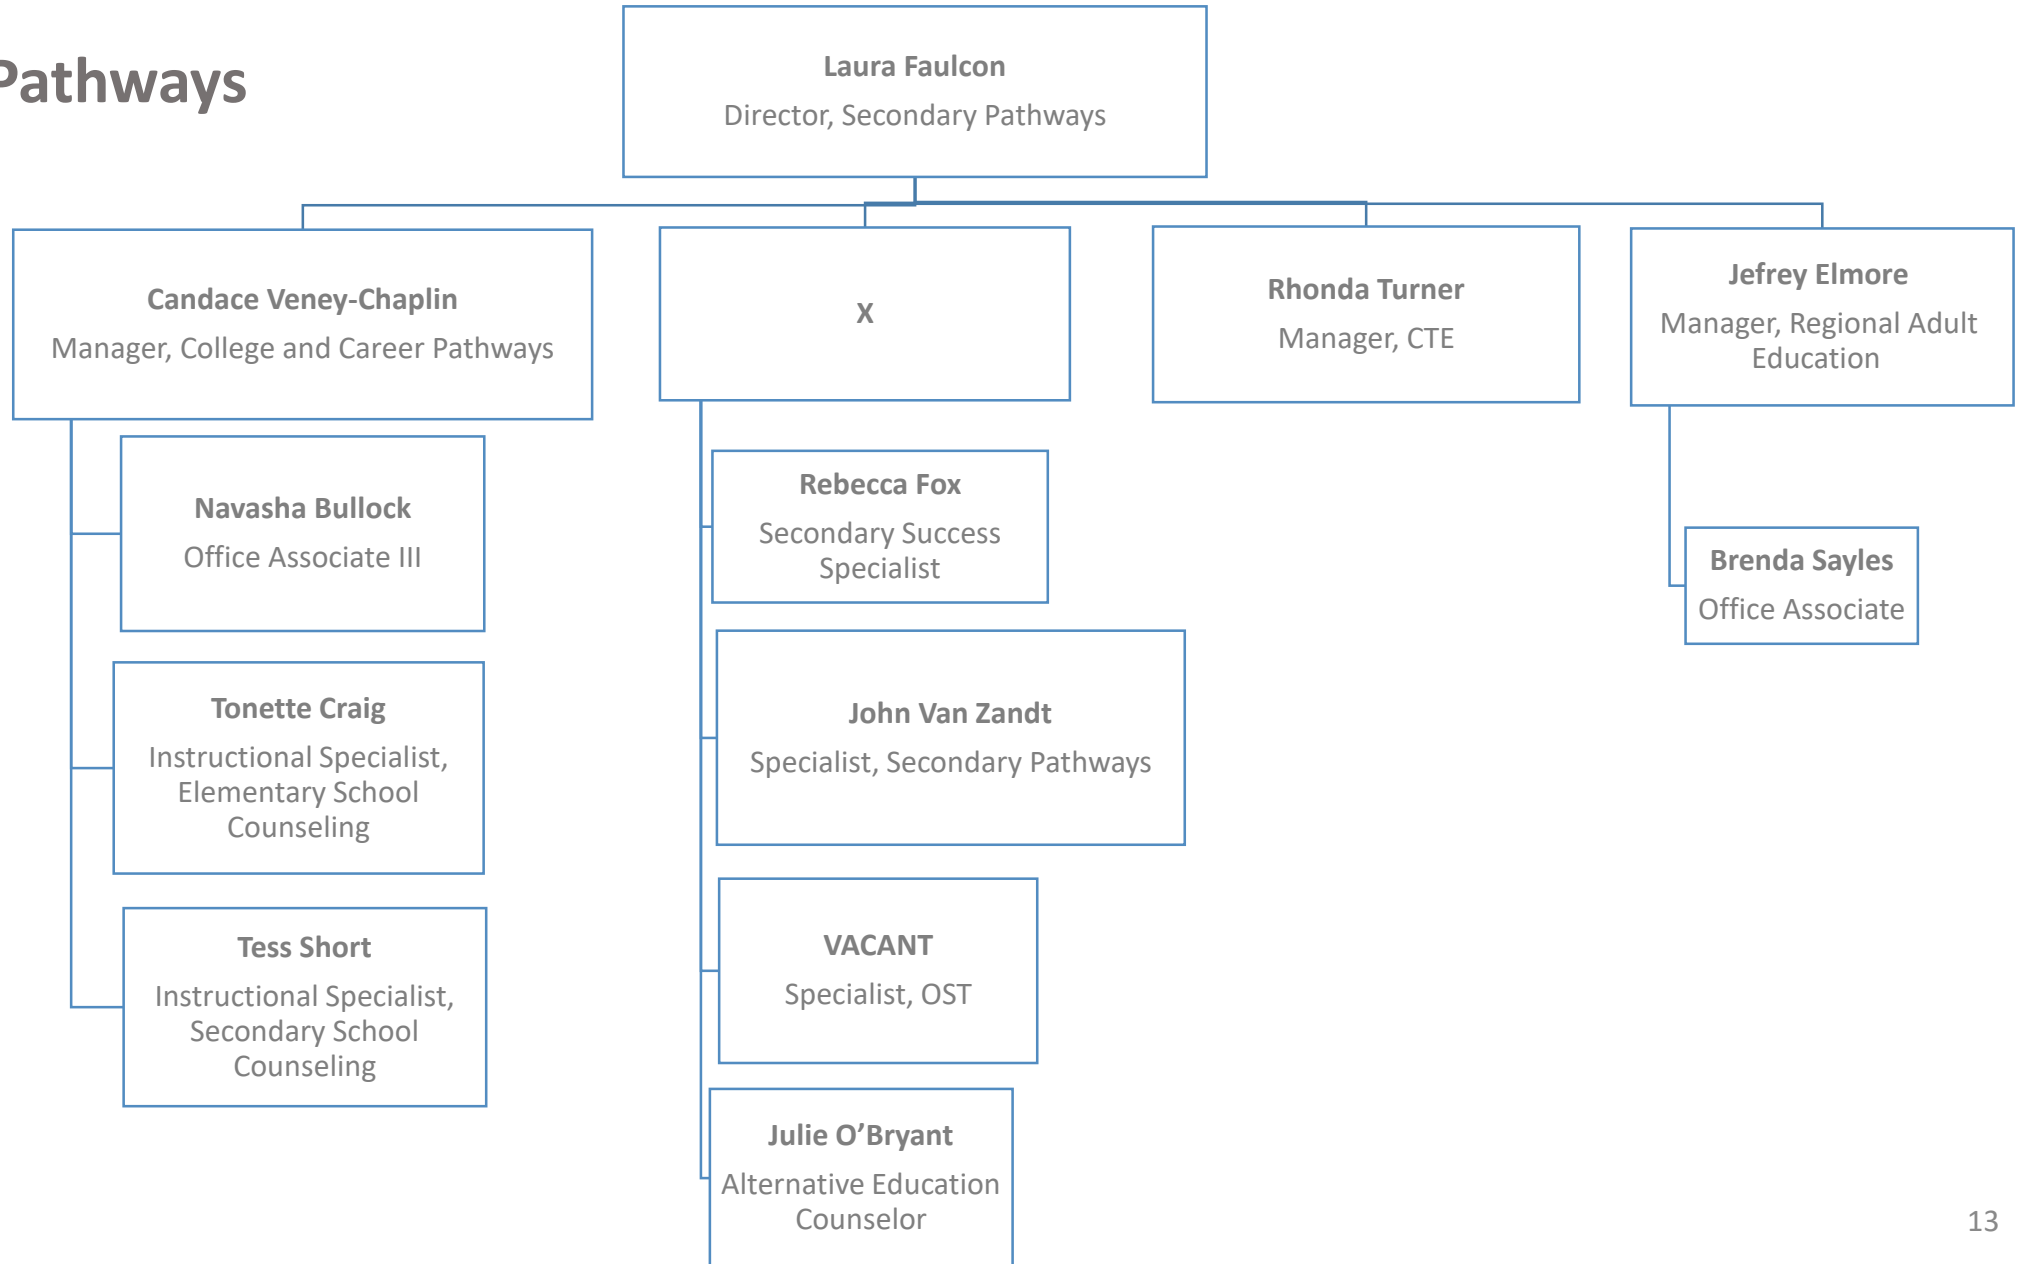 Pathways
Laura Faulcon
Director, Secondary Pathways
Candace Veney-Chaplin
Manager, College and Career Pathways
Navasha Bullock
Office Associate III
Tonette Craig
Instructional Specialist,
Elementary School
Counseling
Tess Short
Instructional Specialist,
Secondary School
Counseling
X
Rebecca Fox
Secondary Success
Specialist
John Van Zandt
Specialist, Secondary Pathways
VACANT
Specialist, OST
Julie O’Bryant
Alternative Education
Counselor
Rhonda Turner
Manager, CTE
Jefrey Elmore
Manager, Regional Adult
Education
Brenda Sayles
Office Associate
13